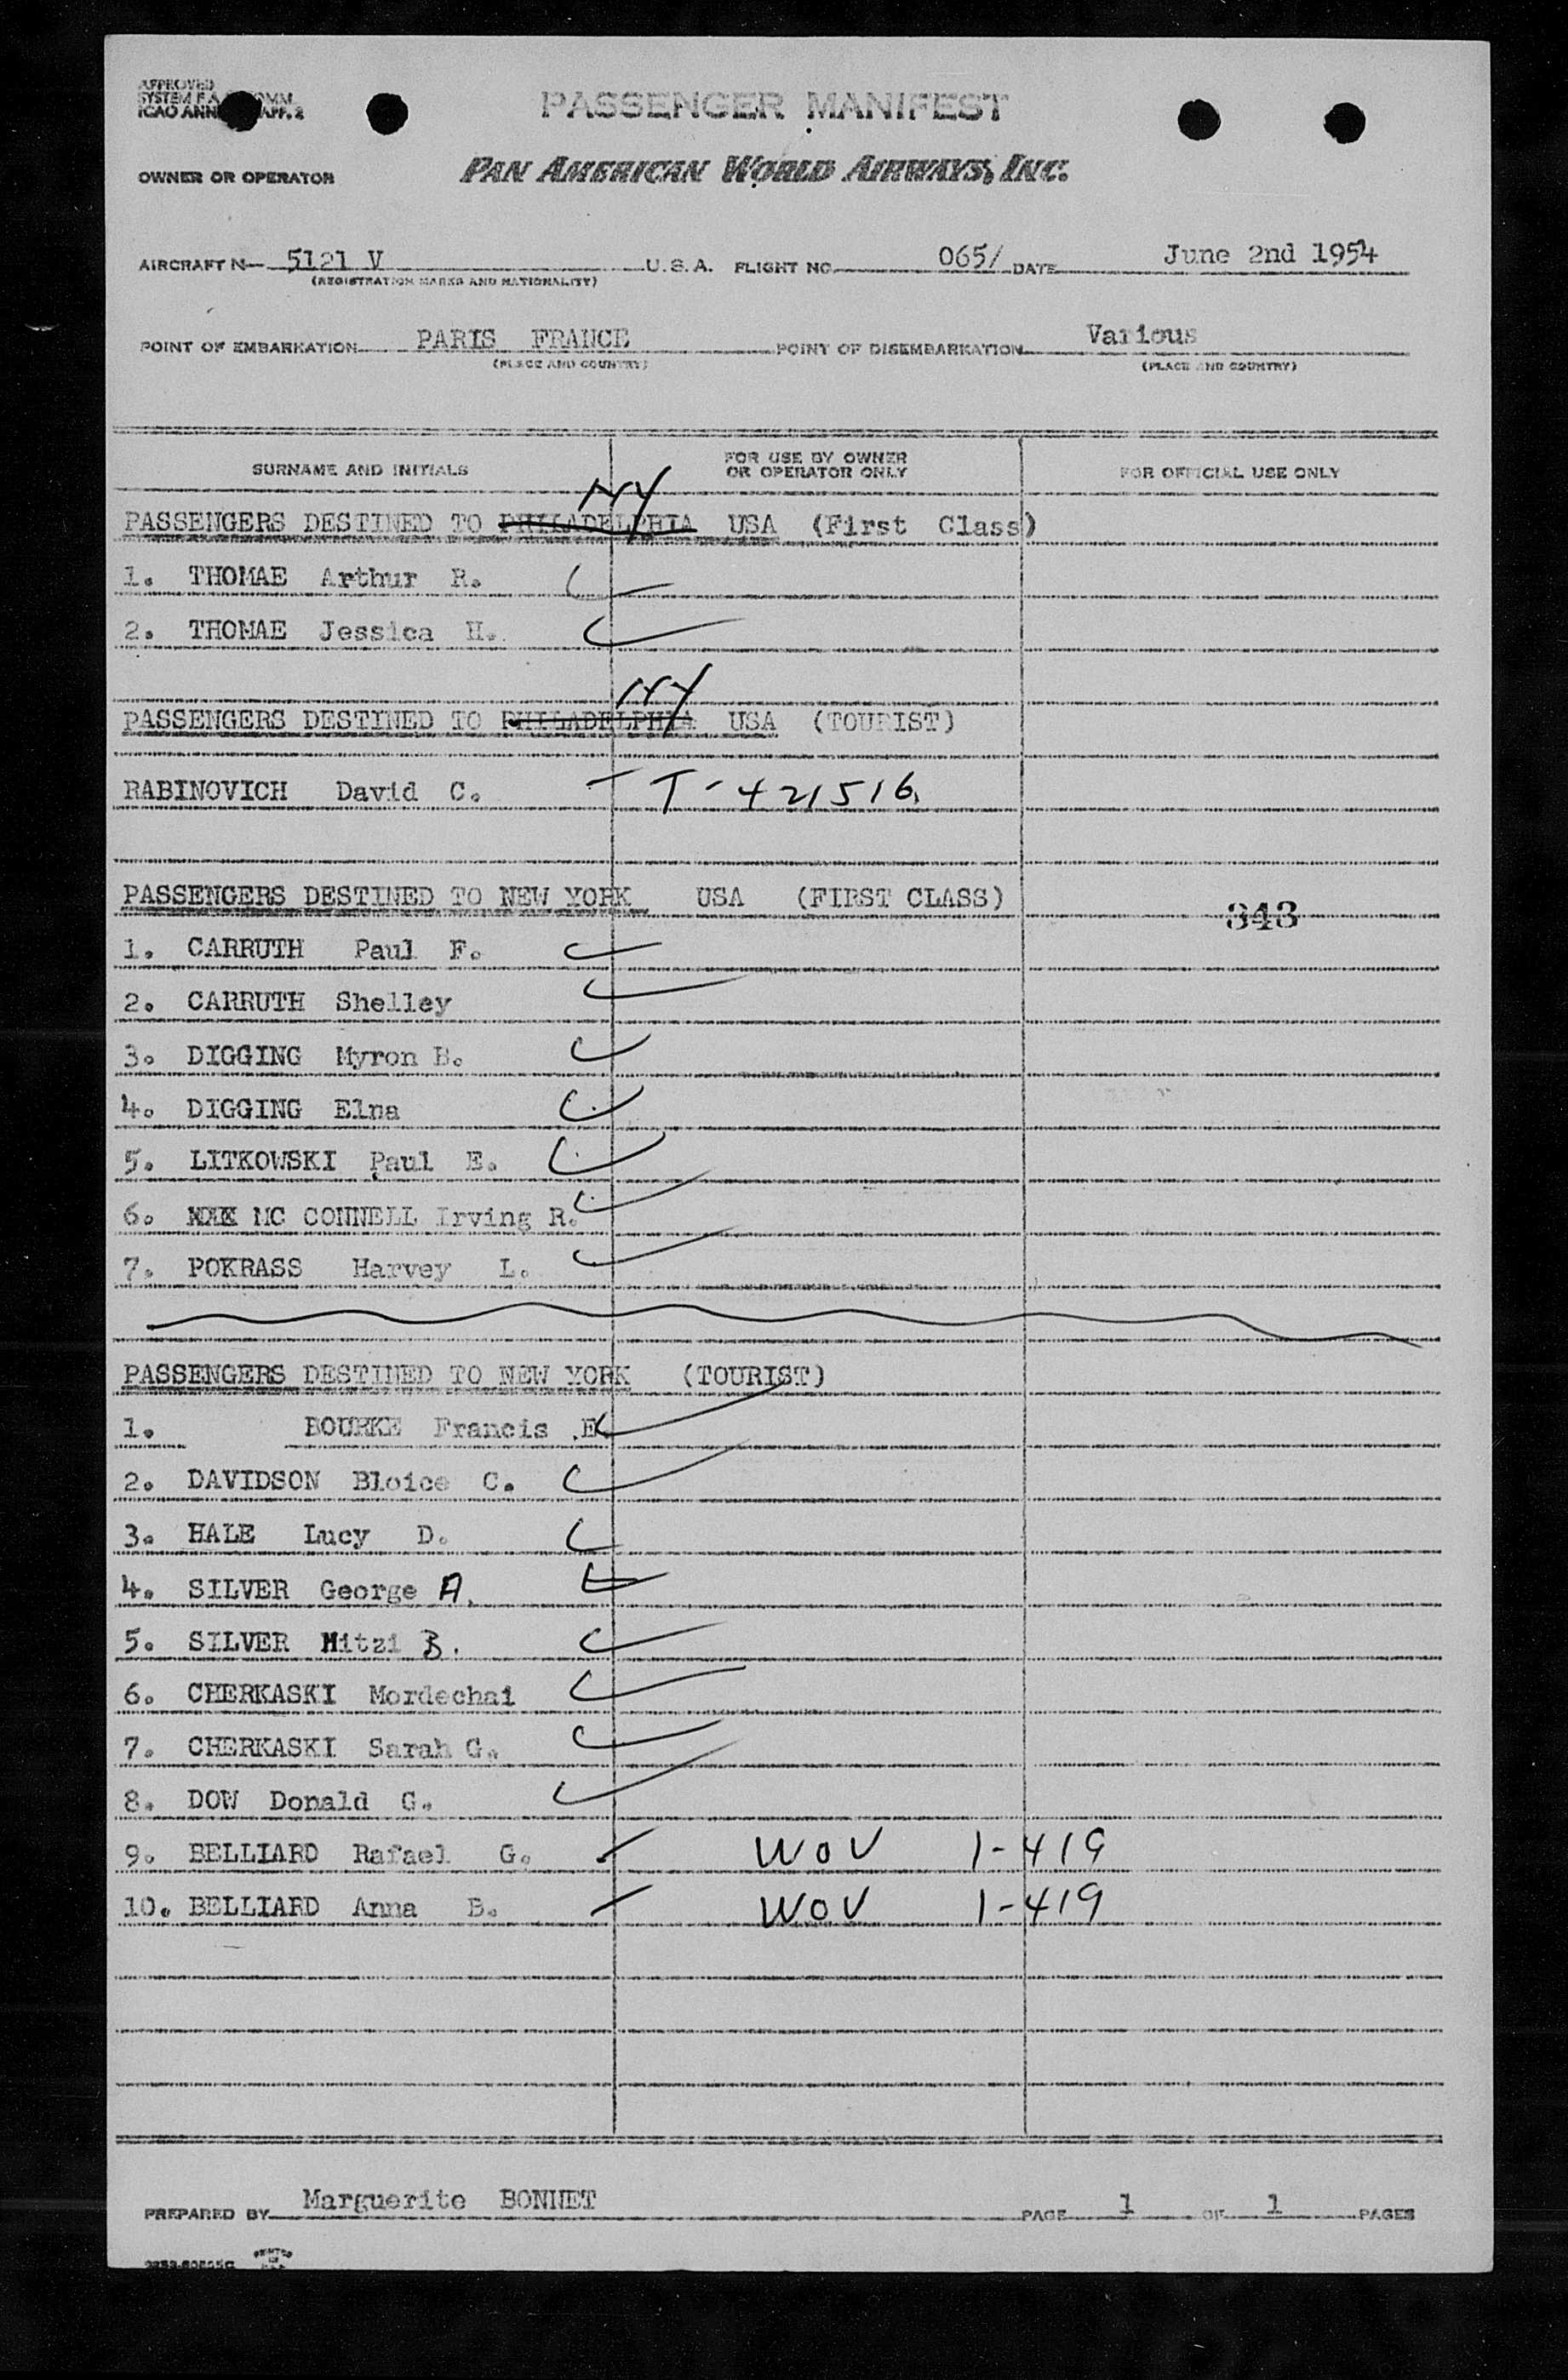 APPROVED
SYSTEM F.A. COMM.
ICAO ANN APP. 2
PASSENGER MANIFEST
OWNER OR OPERATOR PAN AMERICAN WORLD AIRWAYS, INC.
AIRCRAFT N— 5121 V U.S.A. FLIGHT NO. 065/ DATE June 2nd 1954
(REGISTRATION MARKS AND NATIONALITY)
POINT OF EMBARKATION PARIS FRANCE POINT OF DISEMBARKATION Various
(PLACE AND COUNTRY) (PLACE AND COUNTRY)
SURNAME AND INITIALS FOR USE BY OWNER OR OPERATOR ONLY FOR OFFICIAL USE ONLY
NY
PASSENGERS DESTINED TO PHILADELPHIA USA (First Class)
1. THOMAE Arthur R.
2. THOMAE Jessica H.
NY
PASSENGERS DESTINED TO PHILADELPHIA USA (TOURIST)
RABINOVICH David C. - T-421516
PASSENGERS DESTINED TO NEW YORK USA (FIRST CLASS)
343
1. CARRUTH Paul F.
2. CARRUTH Shelley
3. DIGGING Myron B.
4. DIGGING Elna
5. LITKOWSKI Paul E.
6. MC CONNELL Irving R.
7. POKRASS Harvey L.
PASSENGERS DESTINED TO NEW YORK (TOURIST)
1. BOURKE Francis E.
2. DAVIDSON Bloice C.
3. HALE Lucy D.
4. SILVER George A.
5. SILVER Mitzi B.
6. CHERKASKI Mordechai
7. CHERKASKI Sarah G.
8. DOW Donald G.
9. BELLIARD Rafael G. WOV 1-419
10. BELLIARD Anna B. WOV 1-419
PREPARED BY Marguerite BONNET PAGE 1 OF 1 PAGES